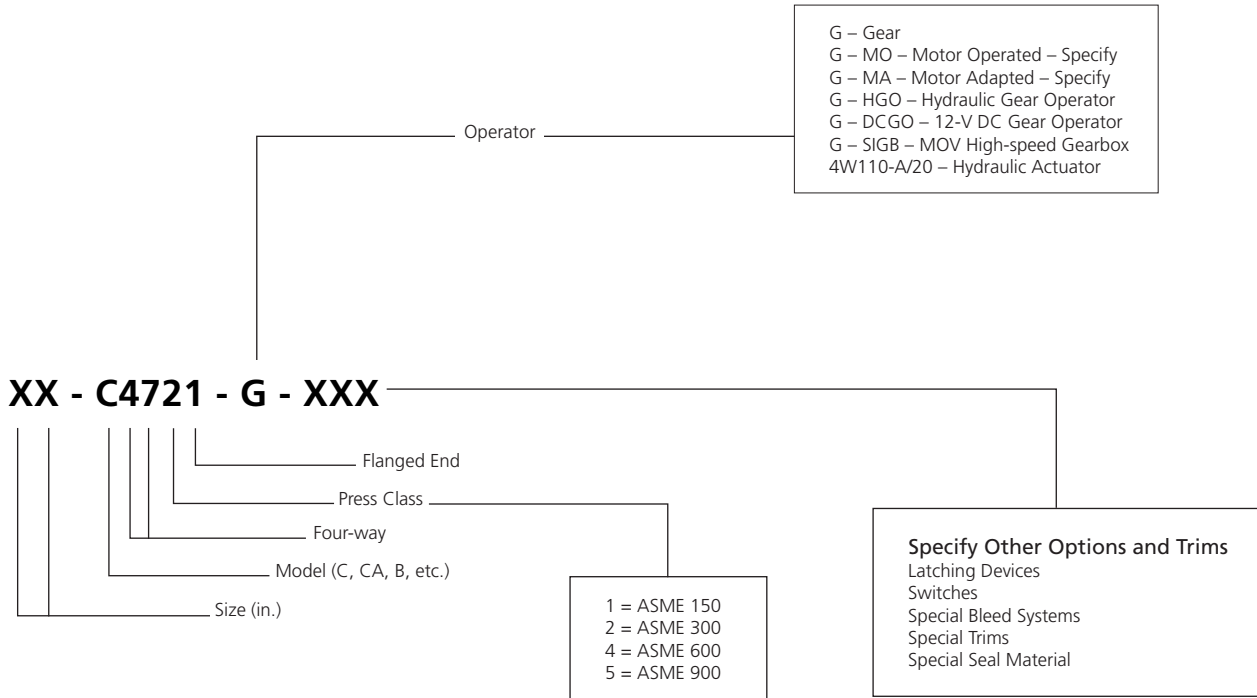 G – Gear
G – MO – Motor Operated – Specify
G – MA – Motor Adapted – Specify
G – HGO – Hydraulic Gear Operator
G – DCGO – 12-V DC Gear Operator
G – SIGB – MOV High-speed Gearbox
4W110-A/20 – Hydraulic Actuator
Operator
XX - C4721 - G - XXX
Flanged End
Press Class
Four-way
Model (C, CA, B, etc.)
Size (in.)
1 = ASME 150
2 = ASME 300
4 = ASME 600
5 = ASME 900
Specify Other Options and Trims
Latching Devices
Switches
Special Bleed Systems
Special Trims
Special Seal Material